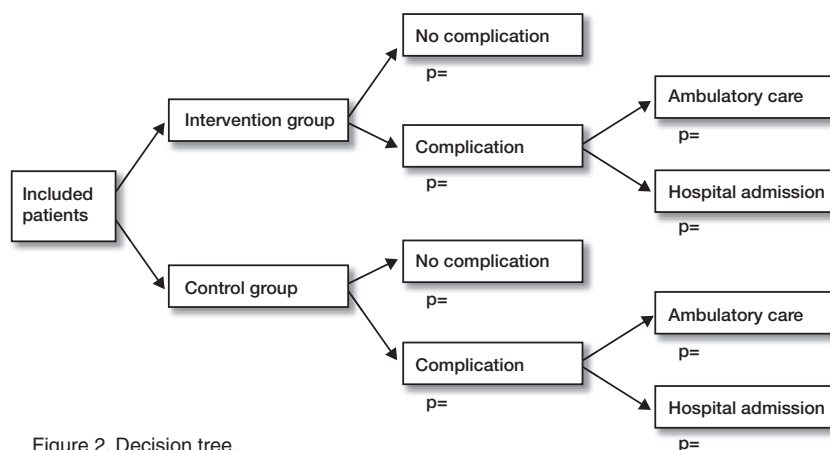 No complication
p=
Ambulatory care
p=
Intervention group
Complication
p=
Hospital admission
p=
Included
patients
No complication
p=
Control group
Ambulatory care
p=
Complication
p=
Hospital admission
p=
Figure 2. Decision tree.